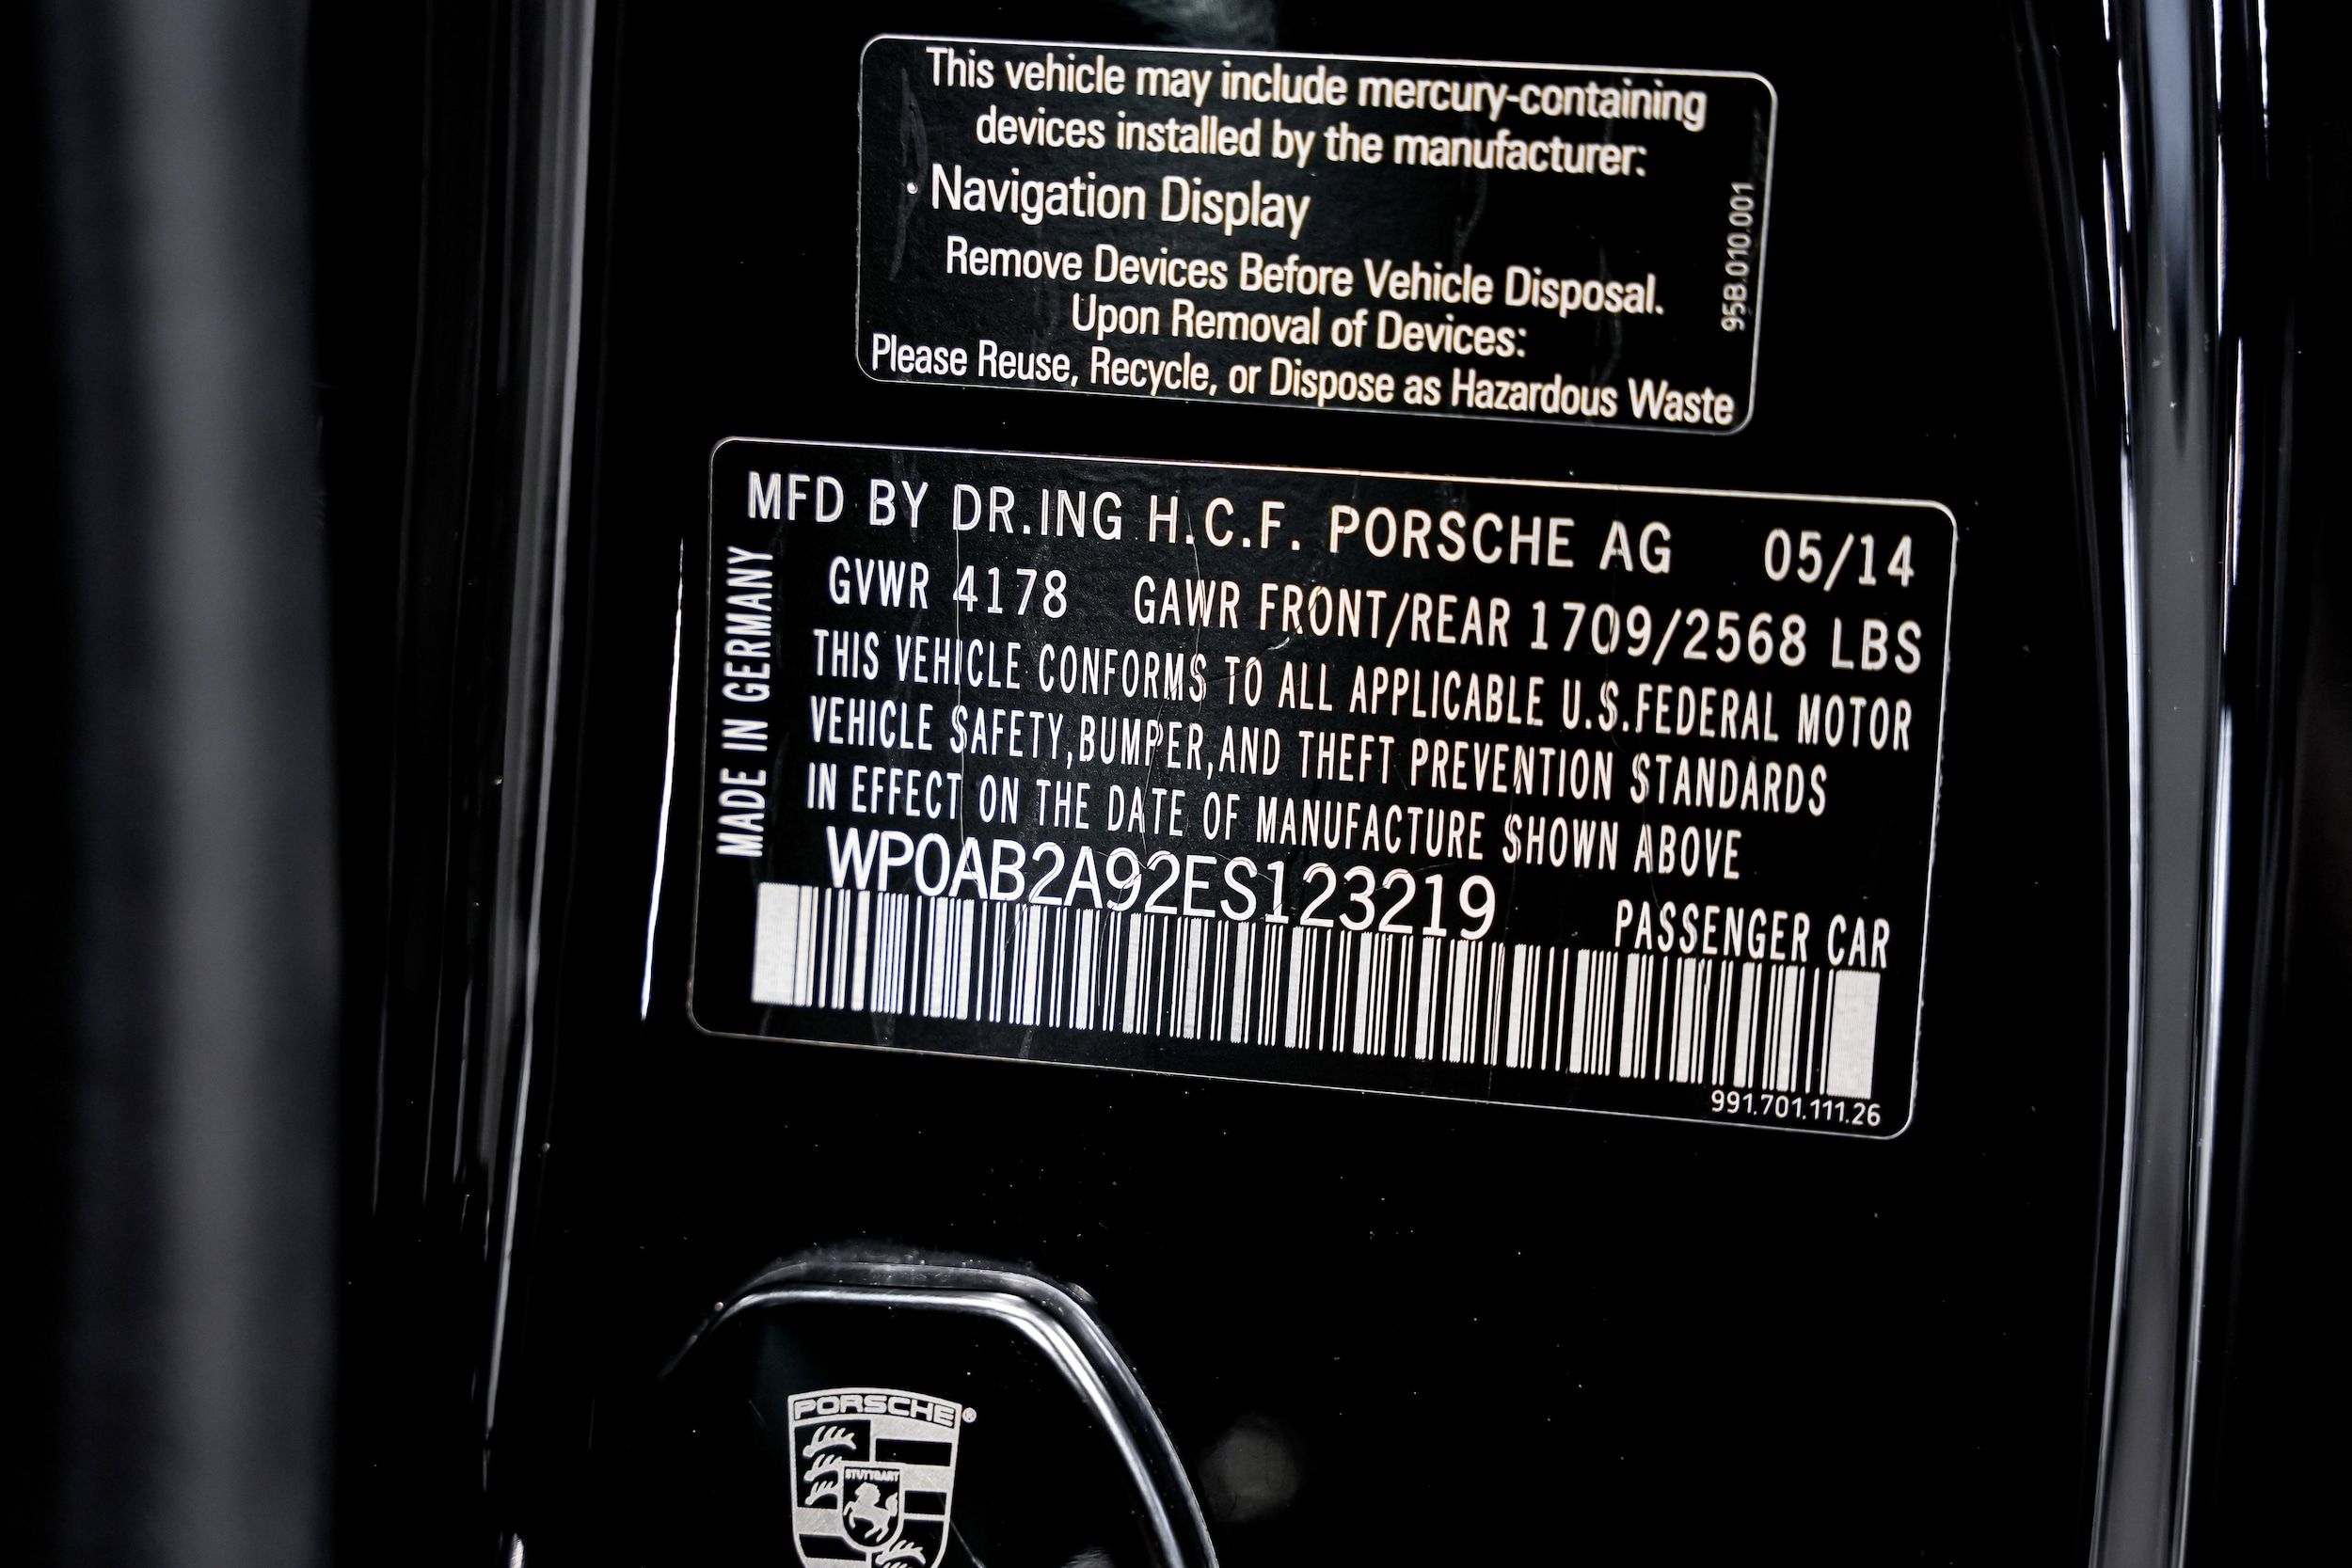 This vehicle may include mercury-containing
devices installed by the manufacturer:
Navigation Display
Remove Devices Before Vehicle Disposal.
Upon Removal of Devices:
Please Reuse, Recycle, or Dispose as Hazardous Waste
95B.010.001
MFD BY DR.ING H.C.F. PORSCHE AG 05/14
GVWR 4178 GAWR FRONT/REAR 1709/2568 LBS
THIS VEHICLE CONFORMS TO ALL APPLICABLE U.S.FEDERAL MOTOR
VEHICLE SAFETY,BUMPER,AND THEFT PREVENTION STANDARDS
IN EFFECT ON THE DATE OF MANUFACTURE SHOWN ABOVE
WP0AB2A92ES123219 PASSENGER CAR
MADE IN GERMANY
991.701.111.26
PORSCHE®
STUTTGART